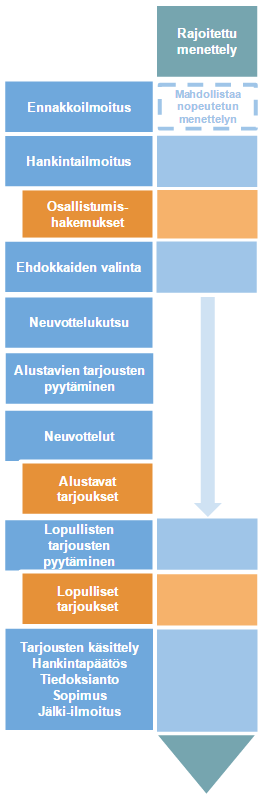 Rajoitettu
menettely
Ennakkoilmoitus
Mahdollistaa
nopeutetun
menettelyn
Hankintailmoitus
Osallistumis-
hakemukset
Ehdokkaiden valinta
Neuvottelukutsu
Alustavien tarjousten
pyytäminen
Neuvottelut
Alustavat
tarjoukset
Lopullisten
tarjousten
pyytäminen
Lopulliset
tarjoukset
Tarjousten käsittely
Hankintapäätös
Tiedoksianto
Sopimus
Jälki-ilmoitus